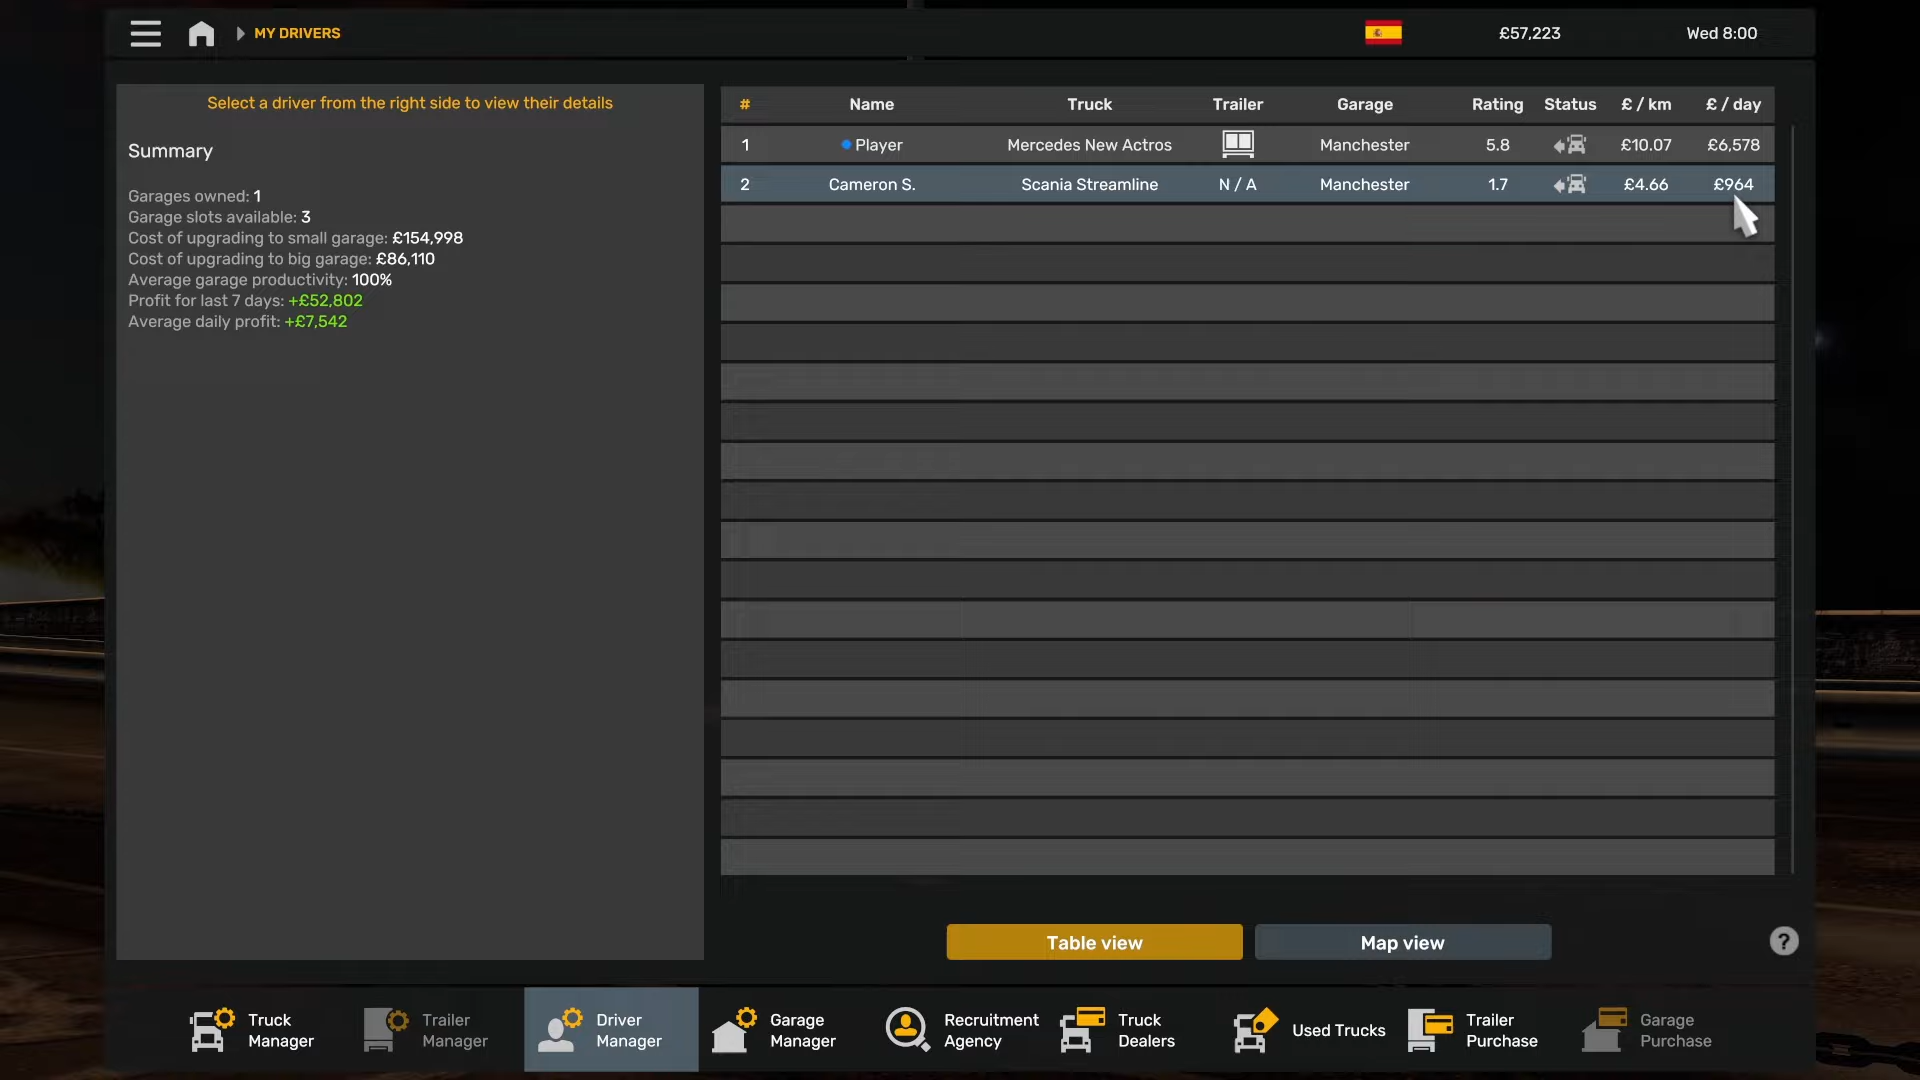 MY DRIVERS
£57,223
Wed 8:00
Select a driver from the right side to view their details
Summary
Garages owned: 1
Garage slots available: 3
Cost of upgrading to small garage: £154,998
Cost of upgrading to big garage: £86,110
Average garage productivity: 100%
Profit for last 7 days: +£52,802
Average daily profit: +£7,542
# Name Truck Trailer Garage Rating Status £ / km £ / day
1 Player Mercedes New Actros Manchester 5.8 £10.07 £6,578
2 Cameron S. Scania Streamline N / A Manchester 1.7 £4.66 £964
Table view
Map view
?
Truck Manager
Trailer Manager
Driver Manager
Garage Manager
Recruitment Agency
Truck Dealers
Used Trucks
Trailer Purchase
Garage Purchase